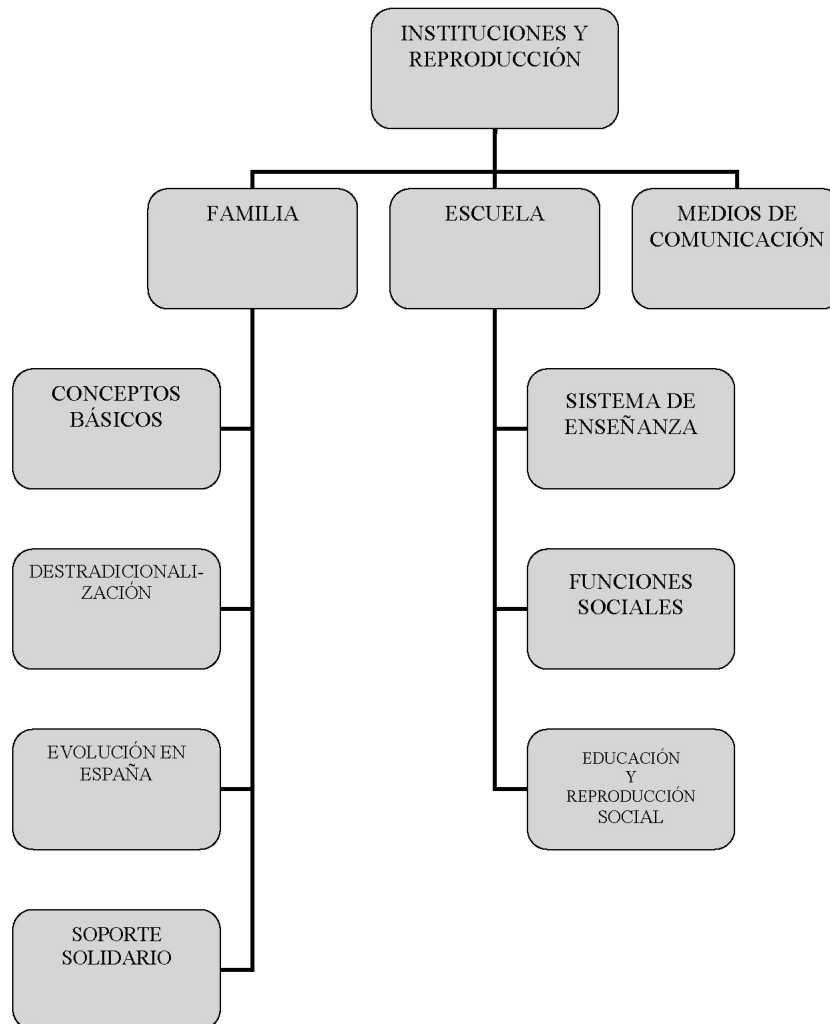 INSTITUCIONES Y
REPRODUCCIÓN
FAMILIA
ESCUELA
MEDIOS DE
COMUNICACIÓN
CONCEPTOS
BÁSICOS
DESTRADICIONALI-
ZACIÓN
EVOLUCIÓN EN
ESPAÑA
SOPORTE
SOLIDARIO
SISTEMA DE
ENSEÑANZA
FUNCIONES
SOCIALES
EDUCACIÓN
Y
REPRODUCCIÓN
SOCIAL